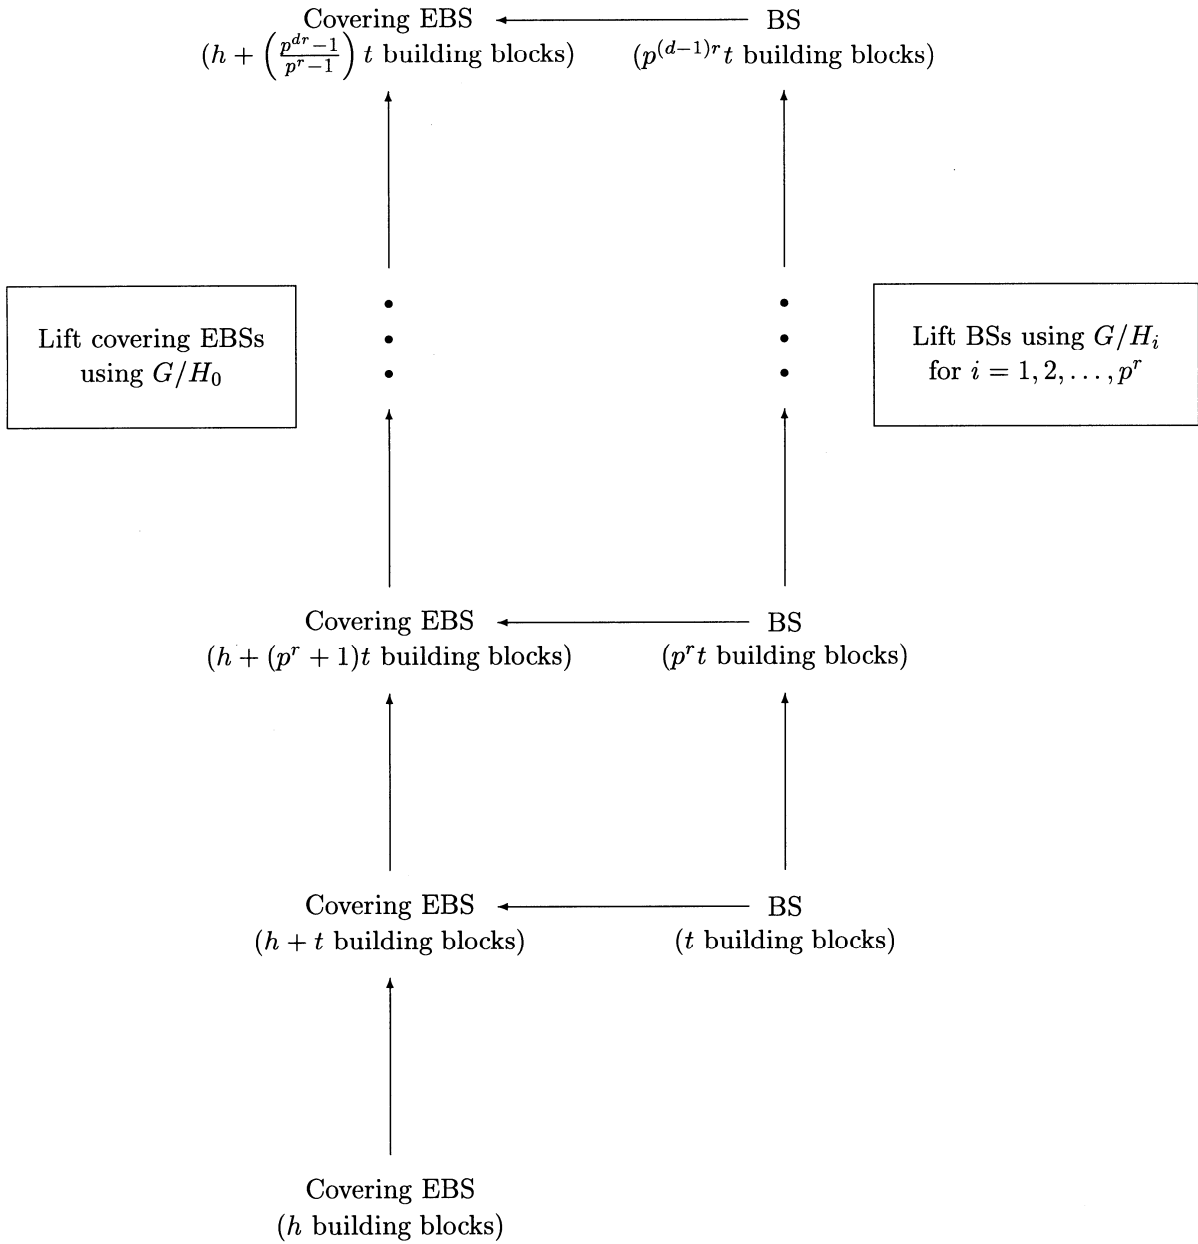 Covering EBS BS
(h + ((p^{dr}−1)/(p^r−1)) t building blocks) (p^{(d−1)r}t building blocks)
Lift covering EBSs
using G/H_0
Lift BSs using G/H_i
for i = 1, 2, . . . , p^r
Covering EBS BS
(h + (p^r + 1)t building blocks) (p^r t building blocks)
Covering EBS BS
(h + t building blocks) (t building blocks)
Covering EBS
(h building blocks)